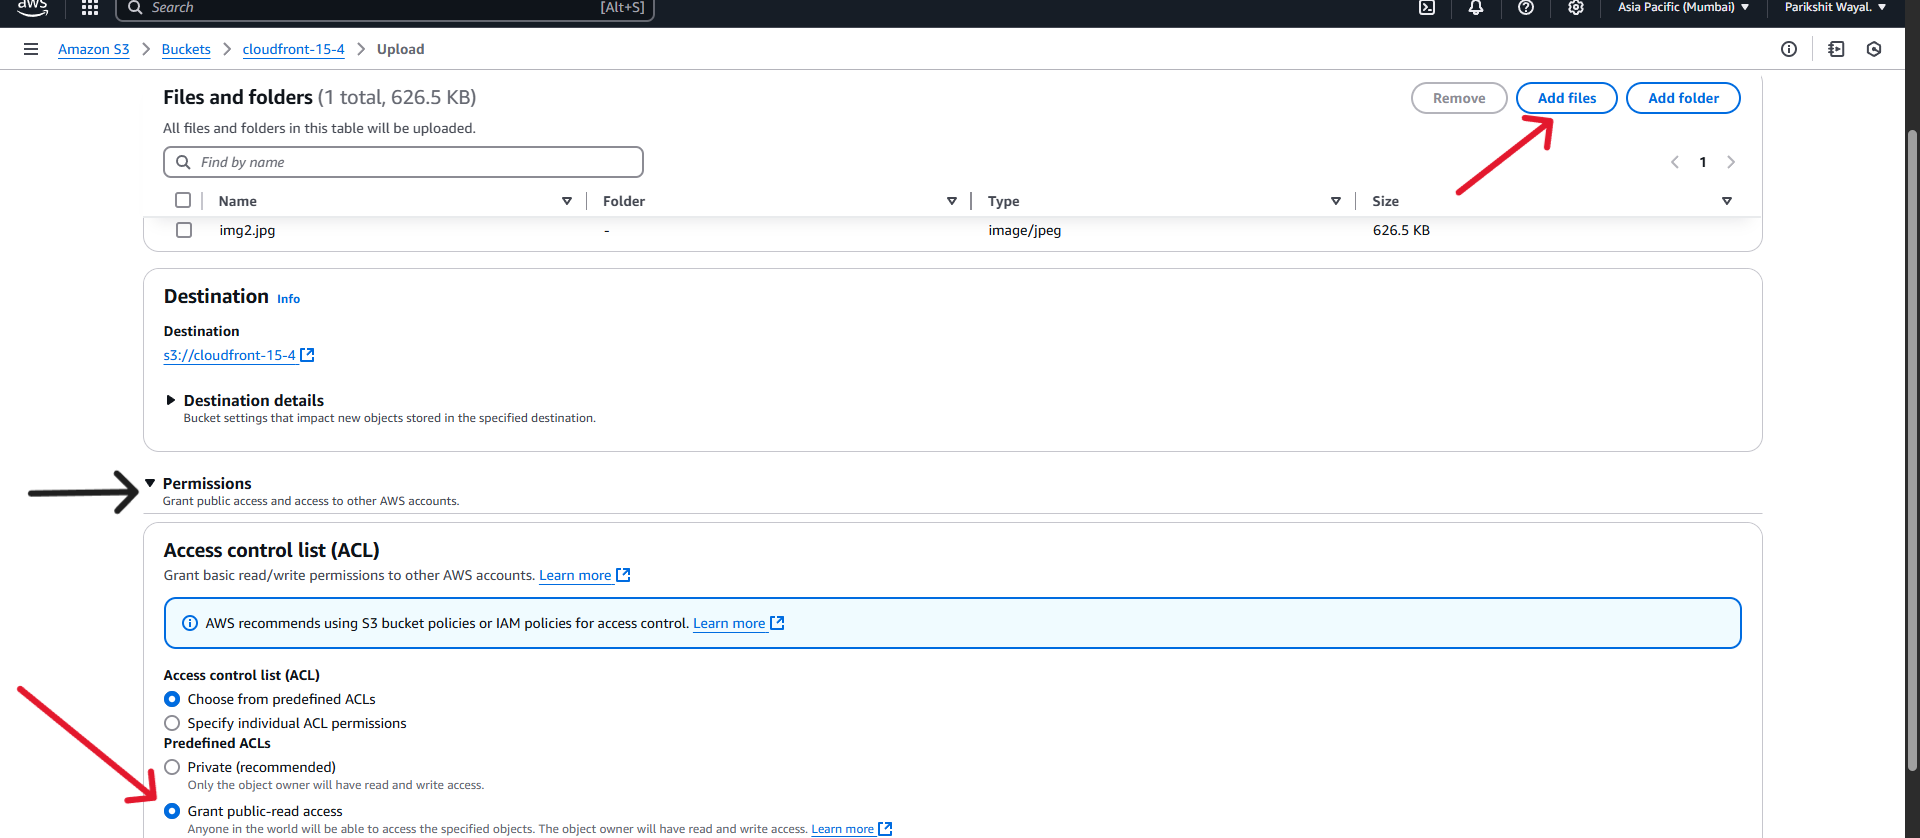 aws Search [Alt+S] Asia Pacific (Mumbai) Parikshit Wayal.
Amazon S3 Buckets cloudfront-15-4 Upload
Files and folders (1 total, 626.5 KB) Remove Add files Add folder
All files and folders in this table will be uploaded.
Find by name 1
Name Folder Type Size
img2.jpg - image/jpeg 626.5 KB
Destination Info
Destination
s3://cloudfront-15-4
Destination details
Bucket settings that impact new objects stored in the specified destination.
Permissions
Grant public access and access to other AWS accounts.
Access control list (ACL)
Grant basic read/write permissions to other AWS accounts. Learn more
AWS recommends using S3 bucket policies or IAM policies for access control. Learn more
Access control list (ACL)
Choose from predefined ACLs
Specify individual ACL permissions
Predefined ACLs
Private (recommended)
Only the object owner will have read and write access.
Grant public-read access
Anyone in the world will be able to access the specified objects. The object owner will have read and write access. Learn more